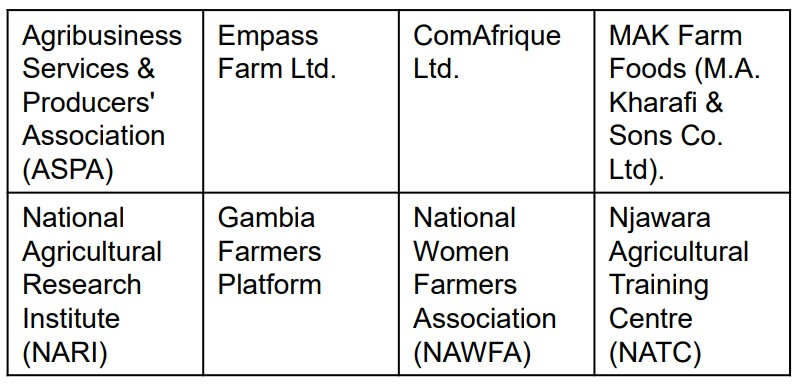 Agribusiness
Services &
Producers'
Association
(ASPA)
Empass
Farm Ltd.
ComAfrique
Ltd.
MAK Farm
Foods (M.A.
Kharafi &
Sons Co.
Ltd).
National
Agricultural
Research
Institute
(NARI)
Gambia
Farmers
Platform
National
Women
Farmers
Association
(NAWFA)
Njawara
Agricultural
Training
Centre
(NATC)